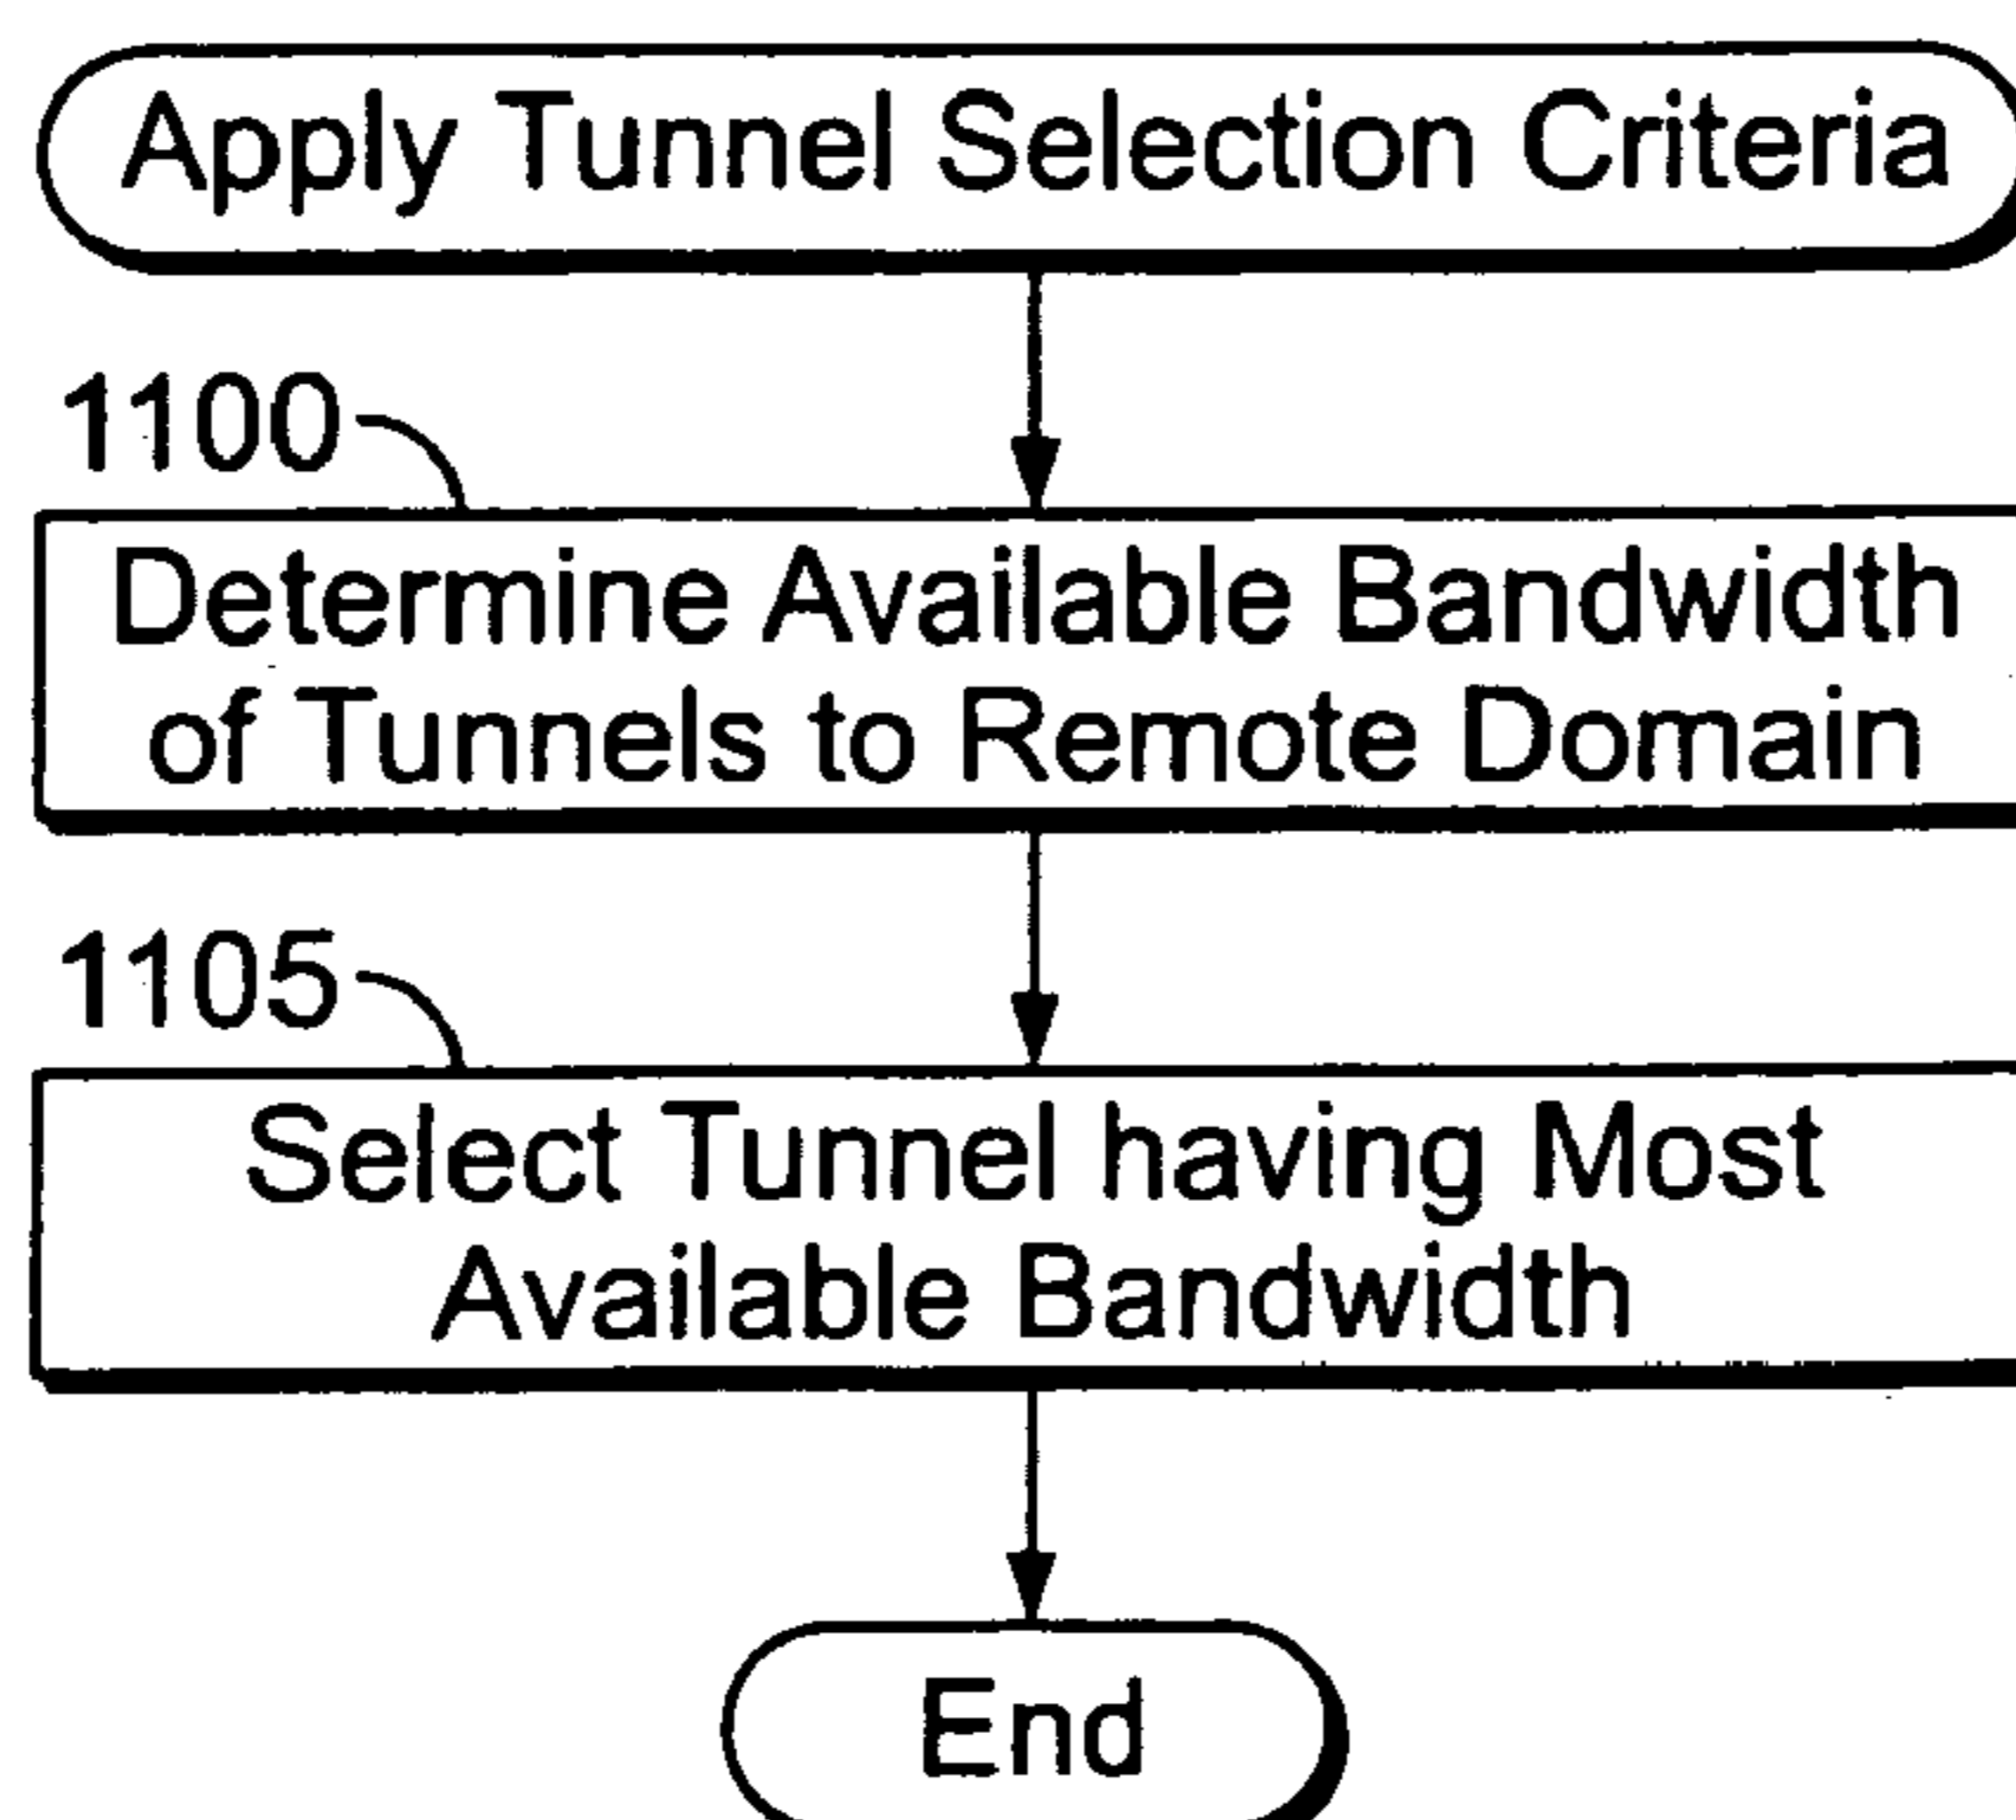 Apply Tunnel Selection Criteria
1100
Determine Available Bandwidth
of Tunnels to Remote Domain
1105
Select Tunnel having Most
Available Bandwidth
End